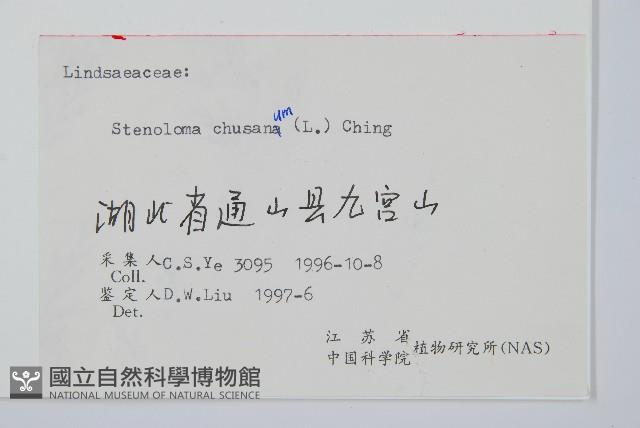 Lindsaeaceae:
Stenoloma chusanum (L.) Ching
湖北省通山县九宫山
采集人C.S.Ye 3095 1996-10-8
Coll.
鉴定人D.W.Liu 1997-6
Det.
江苏省
中国科学院植物研究所(NAS)
國立自然科學博物館
NATIONAL MUSEUM OF NATURAL SCIENCE